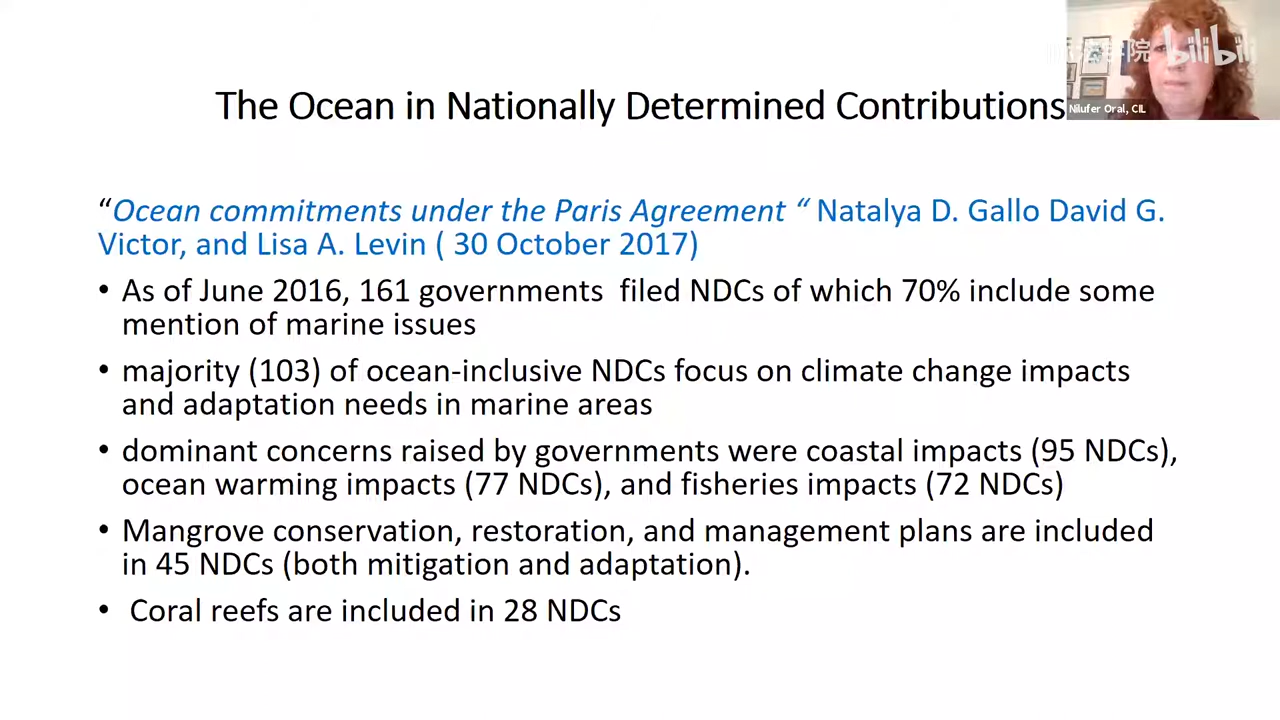 bilibili
Nilufer Oral, CIL
The Ocean in Nationally Determined Contributions
“Ocean commitments under the Paris Agreement “ Natalya D. Gallo David G.
Victor, and Lisa A. Levin ( 30 October 2017)
• As of June 2016, 161 governments filed NDCs of which 70% include some
mention of marine issues
• majority (103) of ocean-inclusive NDCs focus on climate change impacts
and adaptation needs in marine areas
• dominant concerns raised by governments were coastal impacts (95 NDCs),
ocean warming impacts (77 NDCs), and fisheries impacts (72 NDCs)
• Mangrove conservation, restoration, and management plans are included
in 45 NDCs (both mitigation and adaptation).
• Coral reefs are included in 28 NDCs